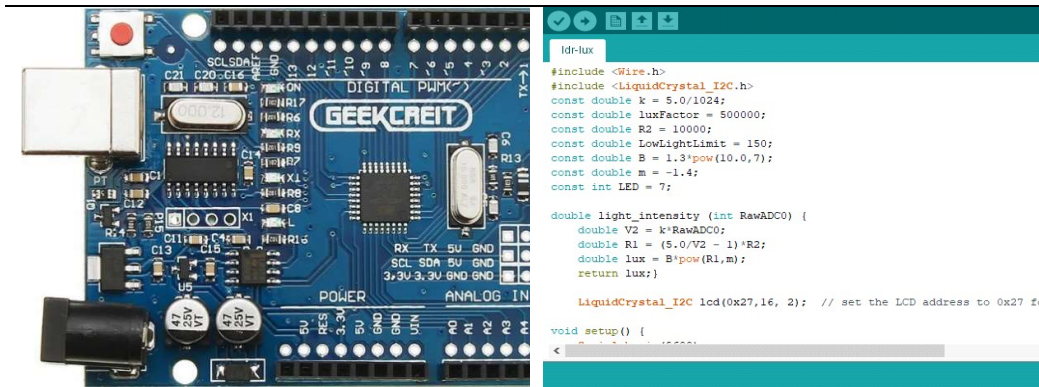 SCL SDA AREF GND 13 12 ~11 ~10 ~9 8 7 ~6 ~5 4 ~3 2 TX→1
C21 C20 C16
ON
DIGITAL PWM(~)
R17
R6
GEEKCREIT
12.000
RX
R9
C14
R7
C6
R13
PT
R8
C12
C8
X1
L
R14
C11 C4
R16
RX TX 5V GND
C13 C15
SCL SDA 5V GND
3.3V 3.3V GND GND
U5
POWER
ANALOG IN
47 25V VT
47 25V VT
5V RES 3.3V 5V GND GND VIN A0 A1 A2 A3 A4
ldr-lux
#include <Wire.h>
#include <LiquidCrystal_I2C.h>
const double k = 5.0/1024;
const double luxFactor = 500000;
const double R2 = 10000;
const double LowLightLimit = 150;
const double B = 1.3*pow(10.0,7);
const double m = -1.4;
const int LED = 7;
double light_intensity (int RawADC0) {
double V2 = k*RawADC0;
double R1 = (5.0/V2 - 1)*R2;
double lux = B*pow(R1,m);
return lux;}
LiquidCrystal_I2C lcd(0x27,16, 2);  // set the LCD address to 0x27 fo
void setup() {